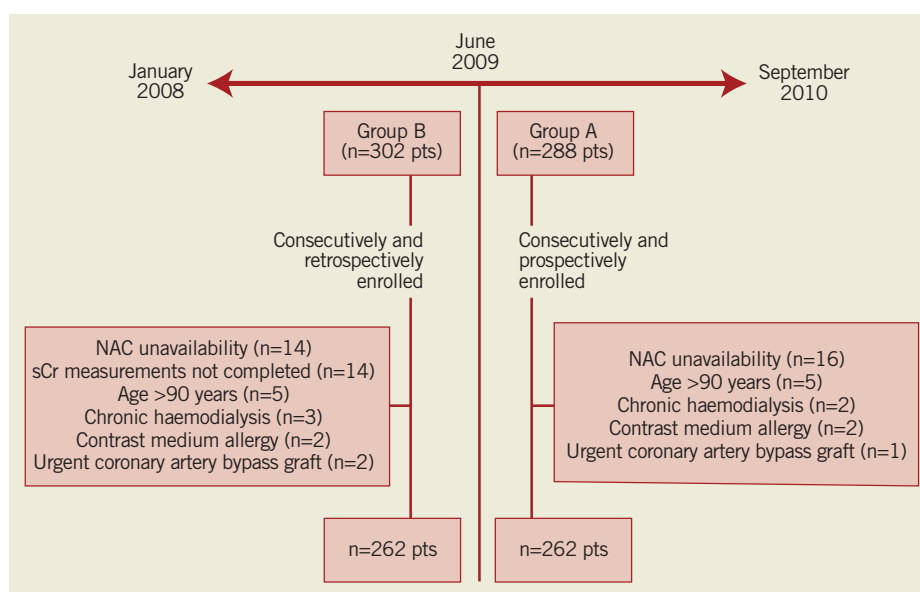 January
2008
June
2009
September
2010
Group B
(n=302 pts)
Group A
(n=288 pts)
Consecutively and
retrospectively
enrolled
Consecutively and
prospectively
enrolled
NAC unavailability (n=14)
sCr measurements not completed (n=14)
Age >90 years (n=5)
Chronic haemodialysis (n=3)
Contrast medium allergy (n=2)
Urgent coronary artery bypass graft (n=2)
NAC unavailability (n=16)
Age >90 years (n=5)
Chronic haemodialysis (n=2)
Contrast medium allergy (n=2)
Urgent coronary artery bypass graft (n=1)
n=262 pts
n=262 pts